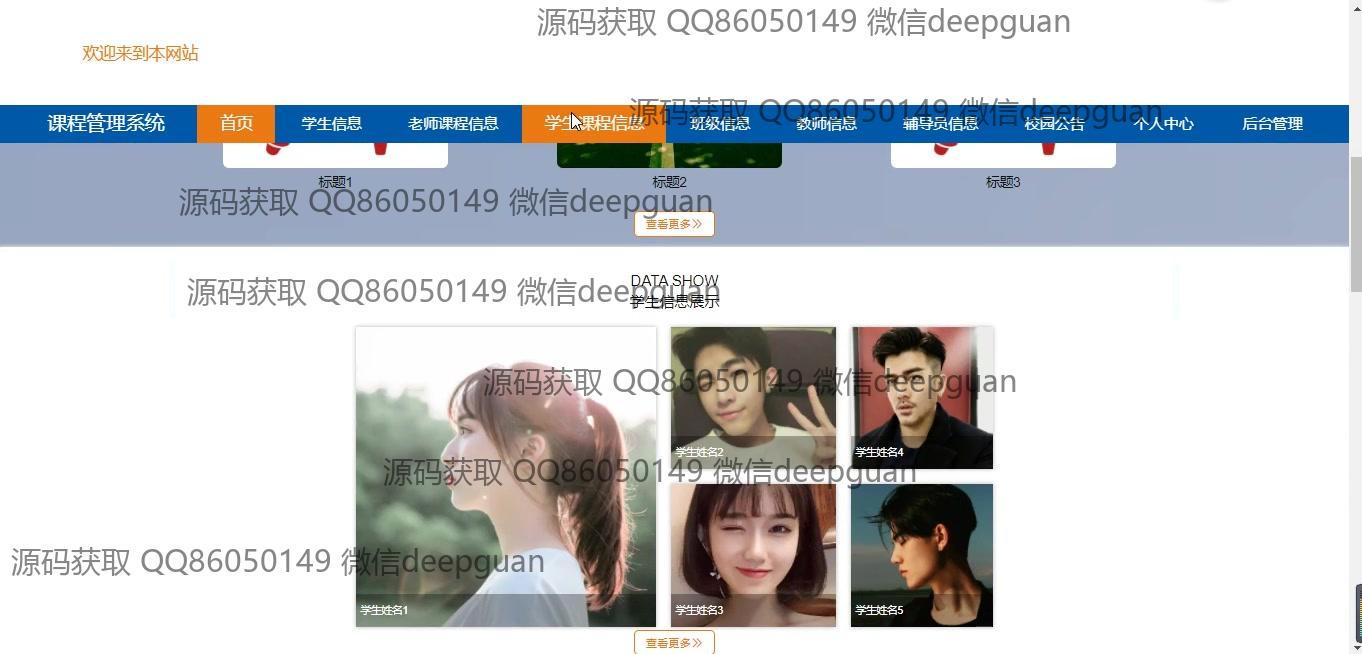 源码获取 QQ86050149 微信deepguan
欢迎来到本网站
源码获取 QQ86050149 微信deepguan
课程管理系统 首页 学生信息 老师课程信息 学生课程信息 班级信息 教师信息 辅导员信息 校园公告 个人中心 后台管理
标题1 标题2 标题3
源码获取 QQ86050149 微信deepguan
查看更多
DATA SHOW
源码获取 QQ86050149 微信deepguan
学生信息展示
源码获取 QQ86050149 微信deepguan
学生姓名2 学生姓名4
源码获取 QQ86050149 微信deepguan
源码获取 QQ86050149 微信deepguan
学生姓名1 学生姓名3 学生姓名5
查看更多